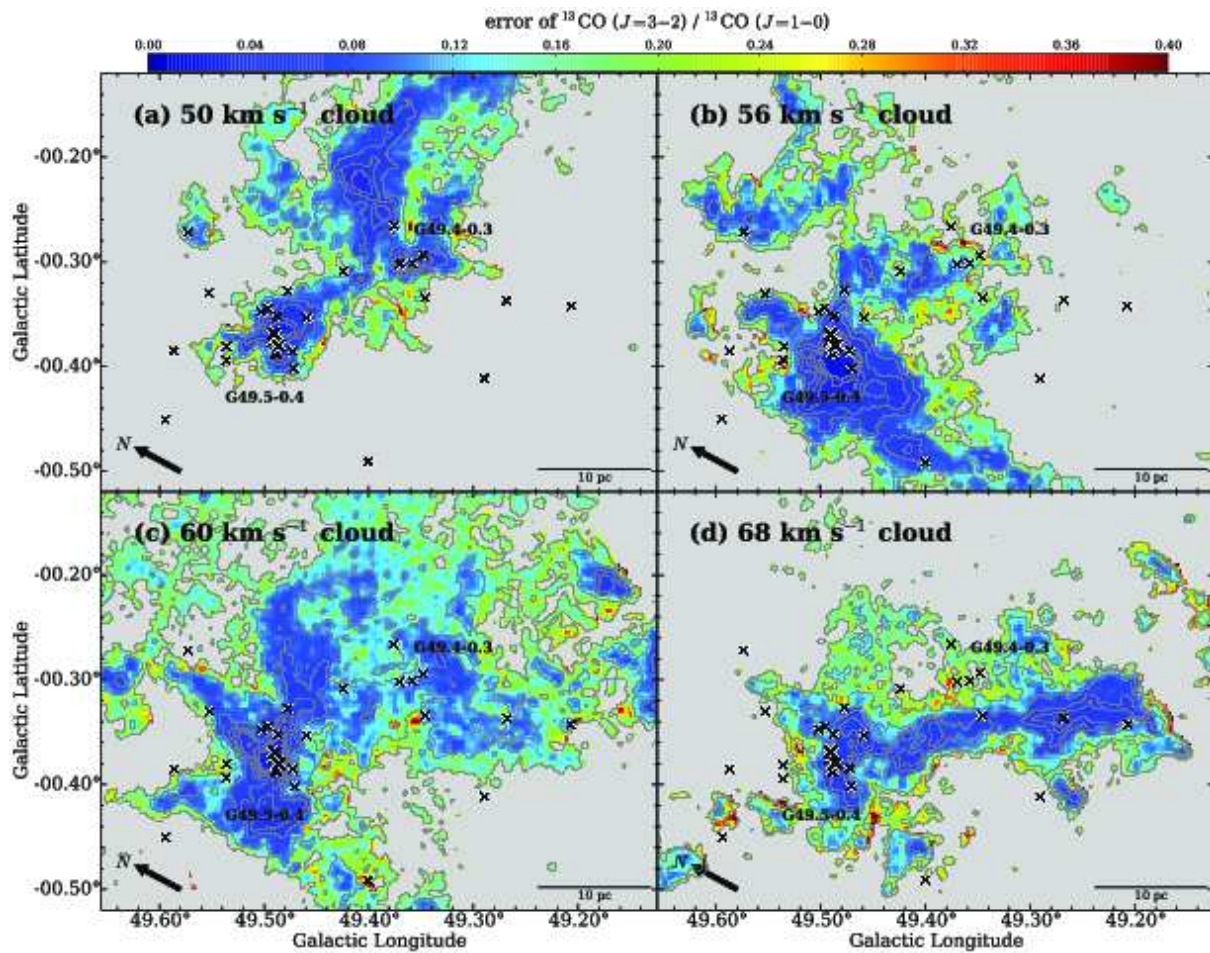 error of ¹³CO (J=3−2) / ¹³CO (J=1−0)
0.00 0.04 0.08 0.12 0.16 0.20 0.24 0.28 0.32 0.36 0.40
(a) 50 km s⁻¹ cloud
(b) 56 km s⁻¹ cloud
-00.20°
G49.4-0.3
G49.4-0.3
-00.30°
Galactic Latitude
-00.40°
G49.5-0.4
G49.5-0.4
N
N
-00.50°
10 pc
10 pc
(c) 60 km s⁻¹ cloud
(d) 68 km s⁻¹ cloud
-00.20°
G49.4-0.3
G49.4-0.3
-00.30°
Galactic Latitude
-00.40°
G49.5-0.4
G49.5-0.4
N
N
-00.50°
10 pc
10 pc
49.60° 49.50° 49.40° 49.30° 49.20°
49.60° 49.50° 49.40° 49.30° 49.20°
Galactic Longitude
Galactic Longitude